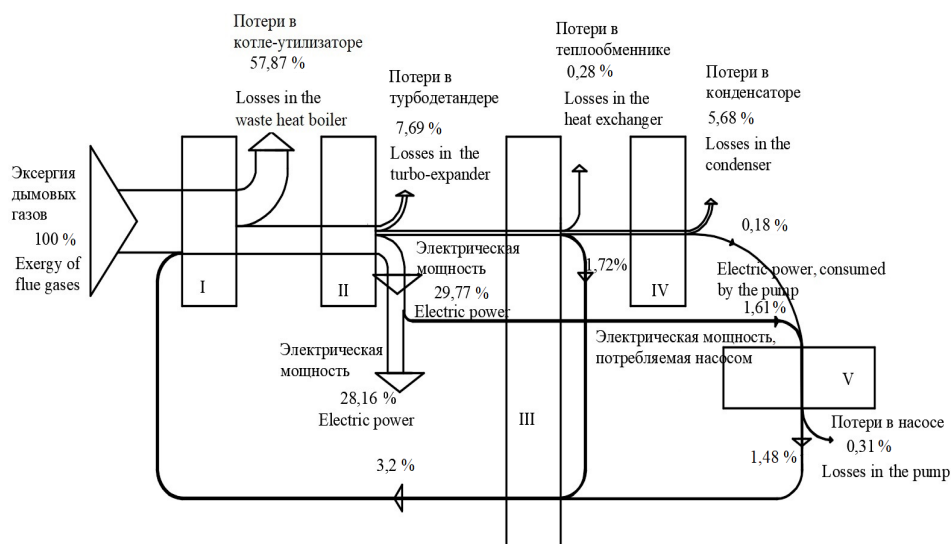 Потери в
котле-утилизаторе
57,87 %
Losses in the
waste heat boiler
Потери в
турбодетандере
7,69 %
Losses in the
turbo-expander
Потери в
теплообменнике
0,28 %
Losses in the
heat exchanger
Потери в
конденсаторе
5,68 %
Losses in the
condenser
Эксергия
дымовых
газов
100 %
Exergy of
flue gases
I
II
Электрическая
мощность
29,77 %
Electric power
1,72%
IV
0,18 %
Electric power, consumed
by the pump
1,61%
Электрическая мощность,
потребляемая насосом
Электрическая
мощность
28,16 %
Electric power
III
V
Потери в насосе
0,31 %
Losses in the pump
1,48 %
3,2 %